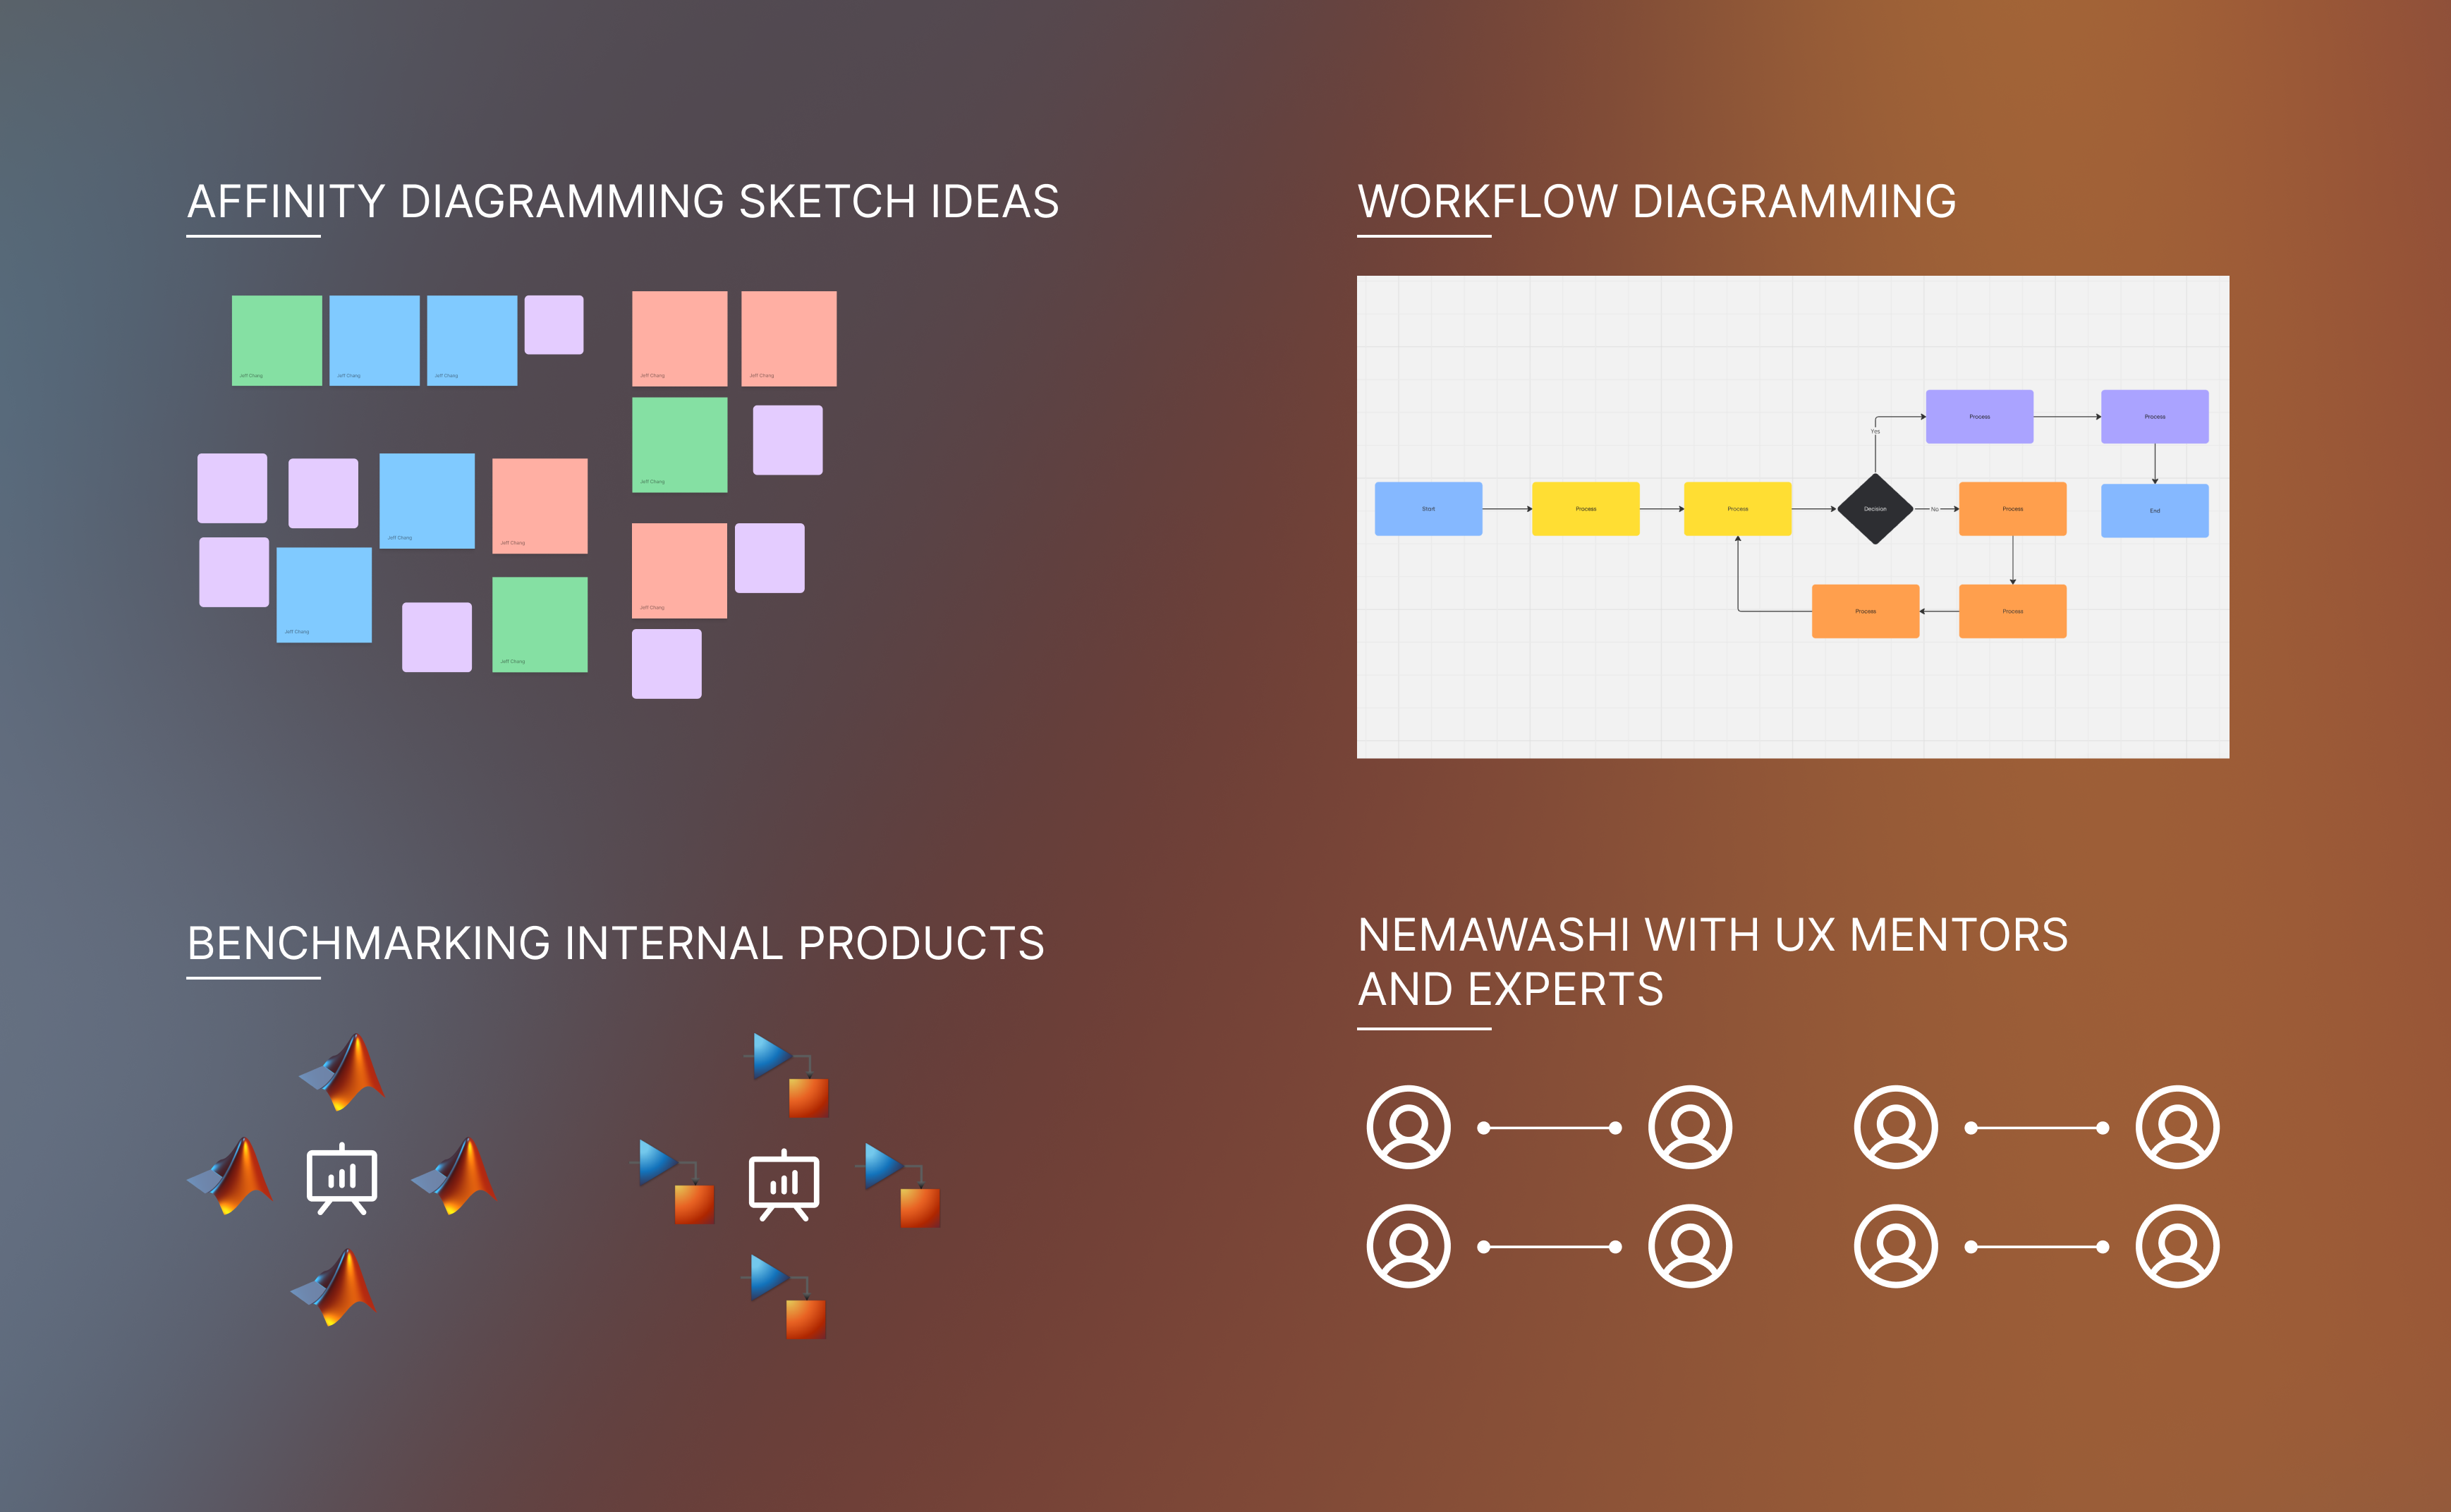 AFFINITY DIAGRAMMING SKETCH IDEAS
Jeff Chang
Jeff Chang
Jeff Chang
Jeff Chang
Jeff Chang
Jeff Chang
Jeff Chang
Jeff Chang
Jeff Chang
Jeff Chang
Jeff Chang
WORKFLOW DIAGRAMMING
Process
Process
Yes
Start
Process
Process
Decision
No
Process
End
Process
Process
BENCHMARKING INTERNAL PRODUCTS
NEMAWASHI WITH UX MENTORS
AND EXPERTS